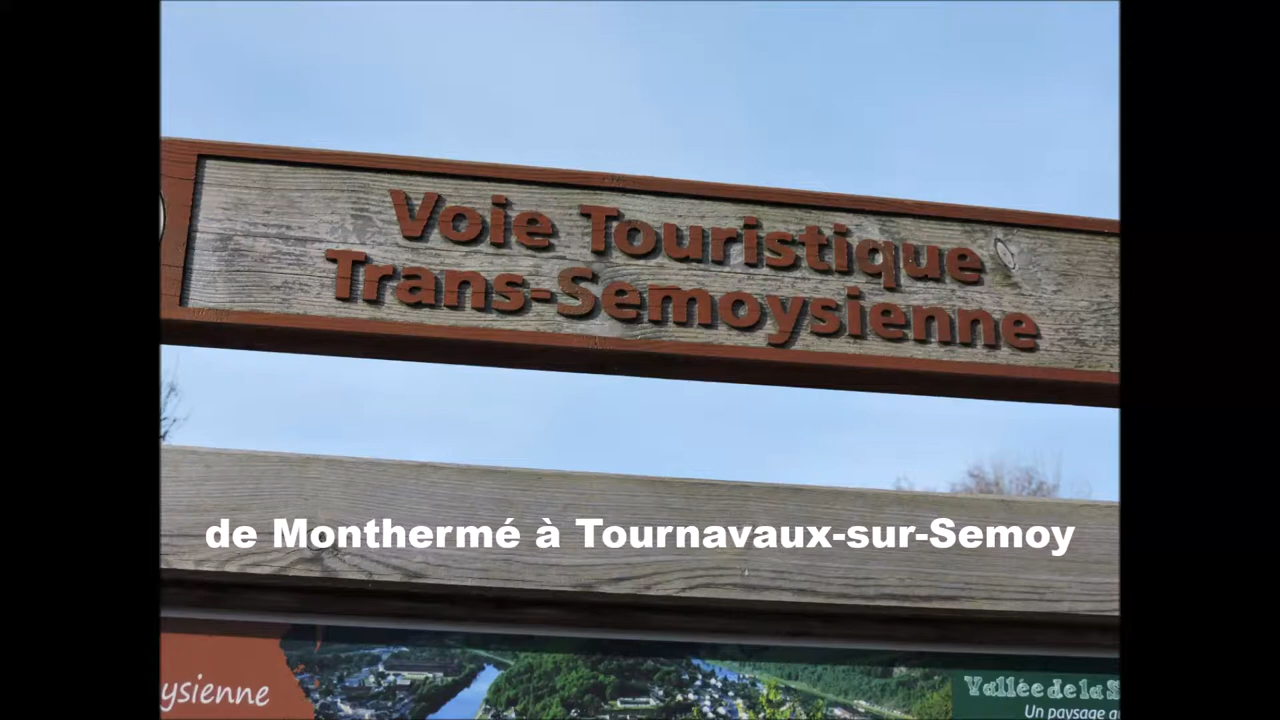 Voie Touristique
Trans-Semoysienne
de Monthermé à Tournavaux-sur-Semoy
ysienne
Vallée de la S
Un paysage